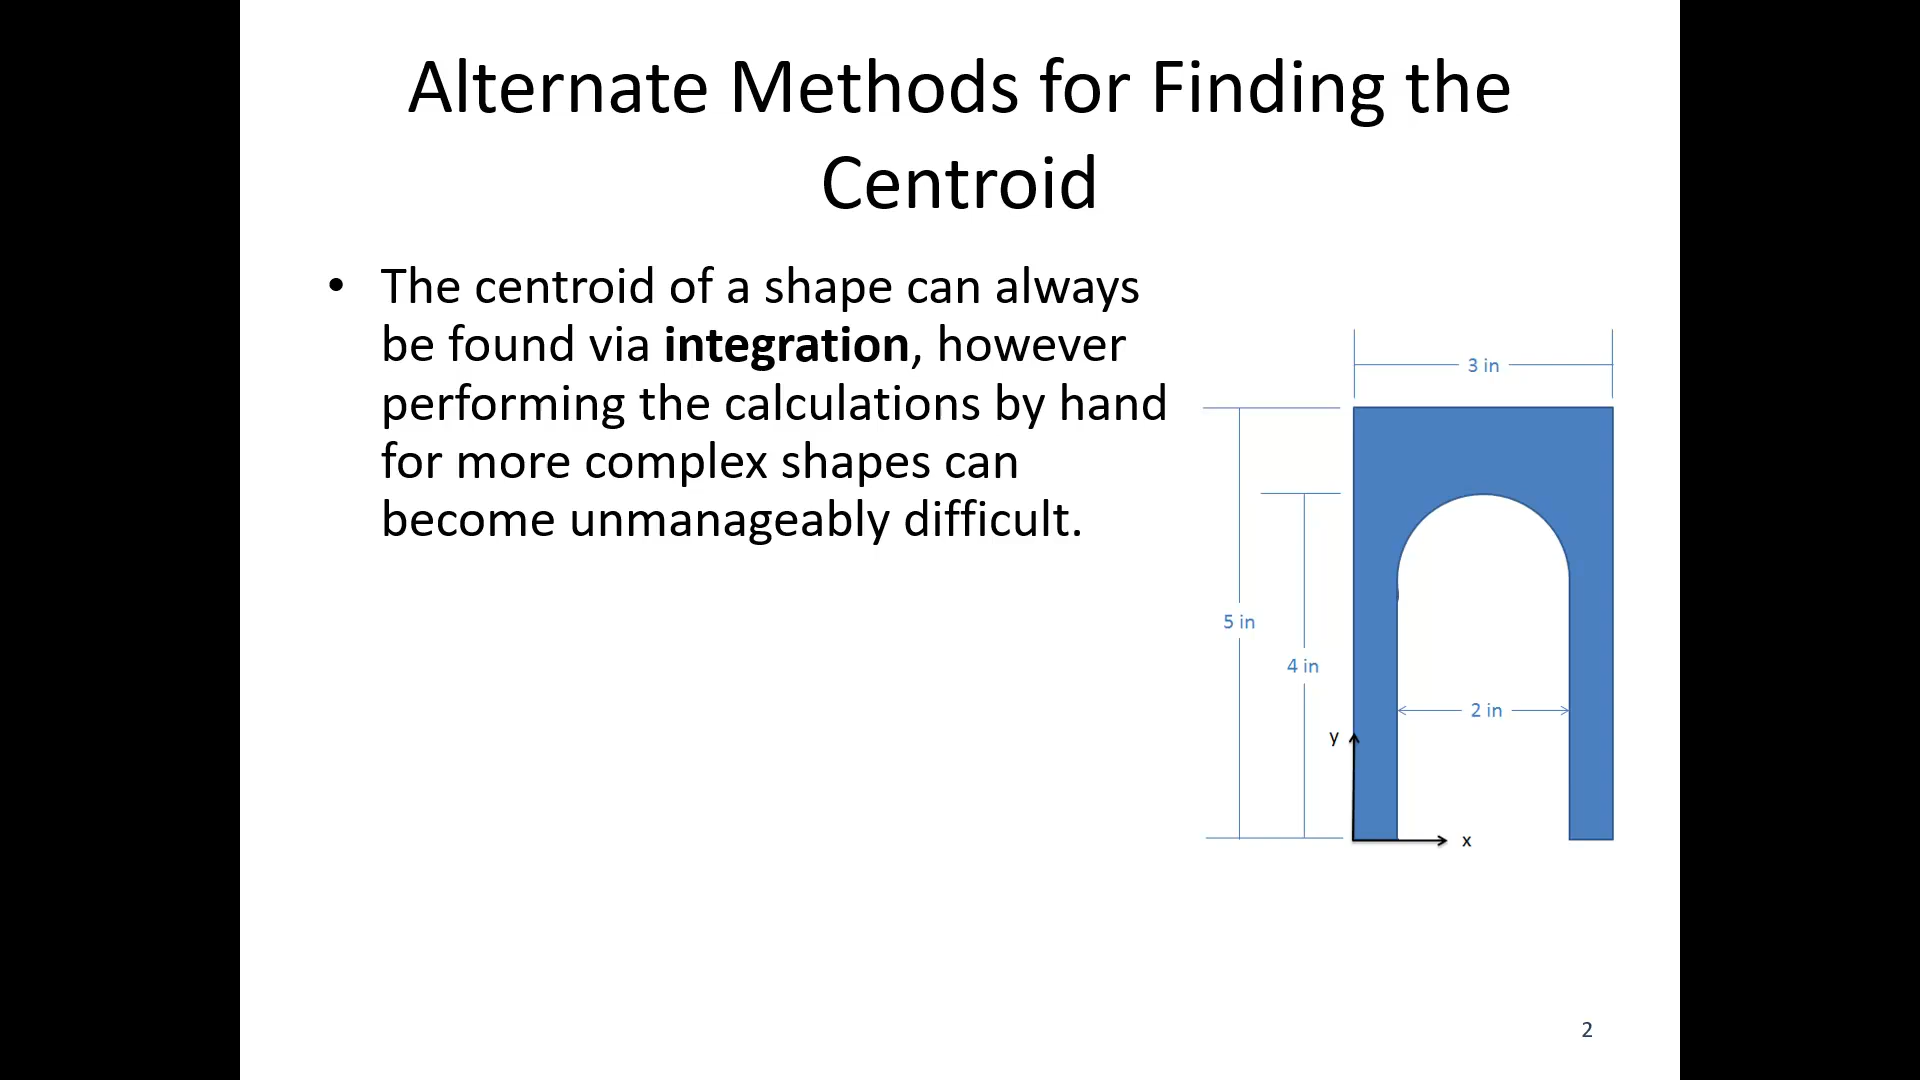 Alternate Methods for Finding the
Centroid
• The centroid of a shape can always
be found via integration, however
performing the calculations by hand
for more complex shapes can
become unmanageably difficult.
3 in
5 in
4 in
2 in
y
x
2